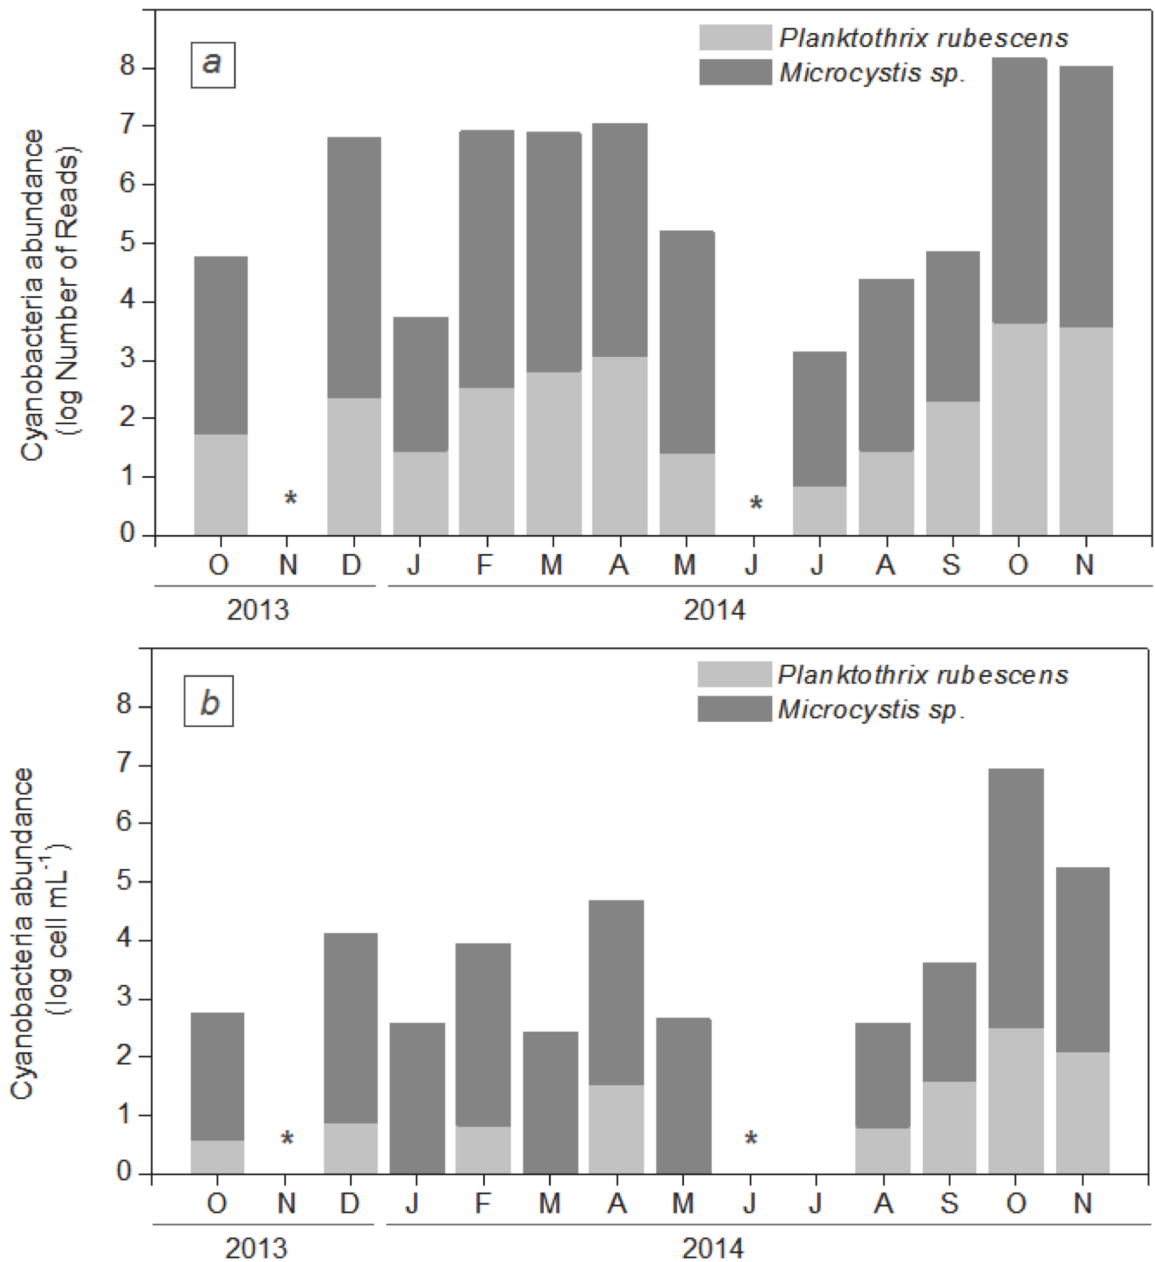 a
Planktothrix rubescens
Microcystis sp.
Cyanobacteria abundance
(log Number of Reads)
8
7
6
5
4
3
2
1
0
* *
O N D J F M A M J J A S O N
2013 2014
b
Planktothrix rubescens
Microcystis sp.
Cyanobacteria abundance
(log cell mL-1)
8
7
6
5
4
3
2
1
0
* *
O N D J F M A M J J A S O N
2013 2014